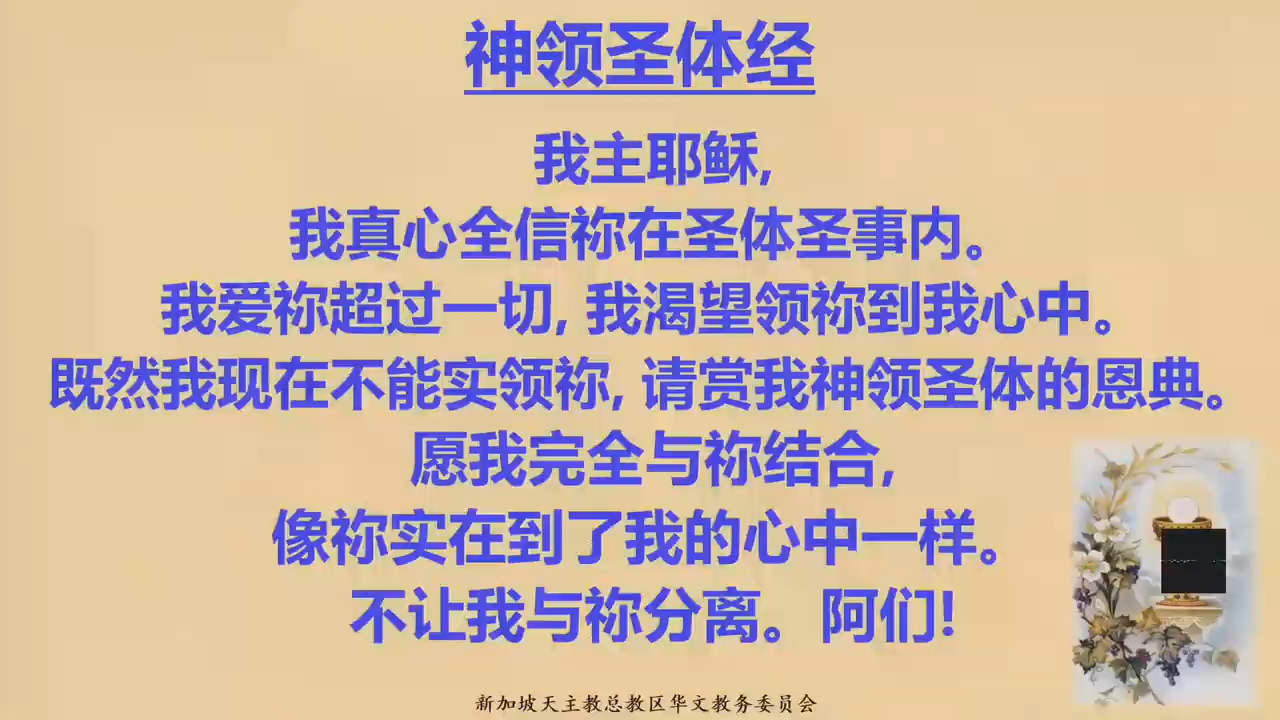 神领圣体经
我主耶稣,
我真心全信祢在圣体圣事内。
我爱祢超过一切, 我渴望领祢到我心中。
既然我现在不能实领祢, 请赏我神领圣体的恩典。
愿我完全与祢结合,
像祢实在到了我的心中一样。
不让我与祢分离。 阿们!
新加坡天主教总教区华文教务委员会